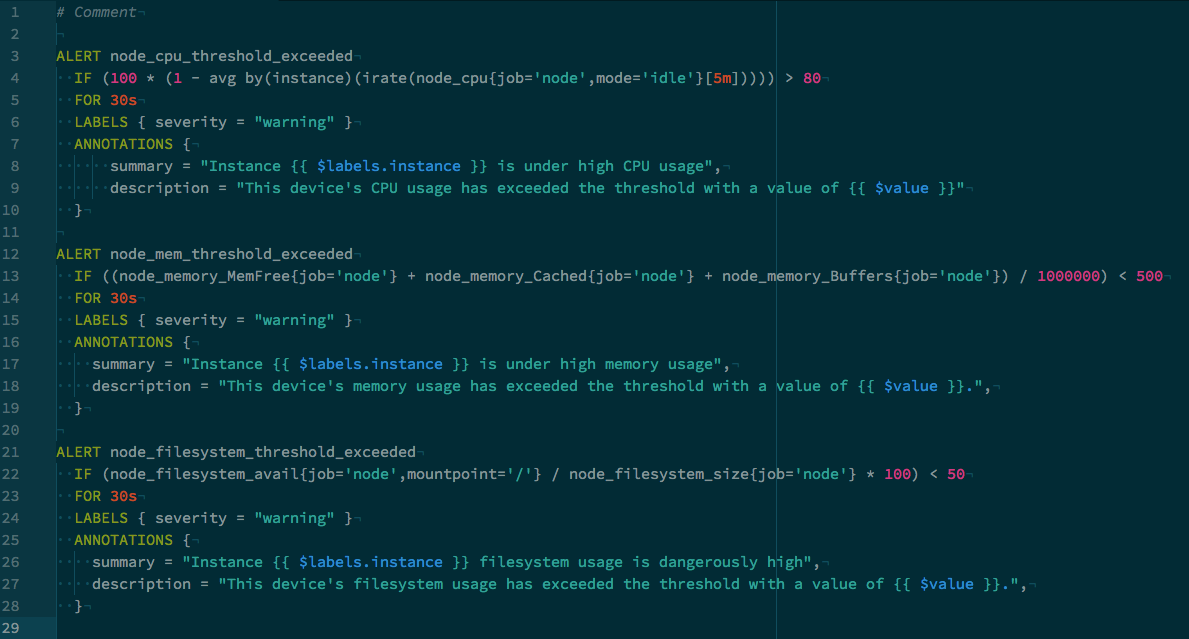 1 # Comment
2
3 ALERT node_cpu_threshold_exceeded
4 IF (100 * (1 - avg by(instance)(irate(node_cpu{job='node',mode='idle'}[5m])))) > 80
5 FOR 30s
6 LABELS { severity = "warning" }
7 ANNOTATIONS {
8 summary = "Instance {{ $labels.instance }} is under high CPU usage",
9 description = "This device's CPU usage has exceeded the threshold with a value of {{ $value }}"
10 }
11
12 ALERT node_mem_threshold_exceeded
13 IF ((node_memory_MemFree{job='node'} + node_memory_Cached{job='node'} + node_memory_Buffers{job='node'}) / 1000000) < 500
14 FOR 30s
15 LABELS { severity = "warning" }
16 ANNOTATIONS {
17 summary = "Instance {{ $labels.instance }} is under high memory usage",
18 description = "This device's memory usage has exceeded the threshold with a value of {{ $value }}.",
19 }
20
21 ALERT node_filesystem_threshold_exceeded
22 IF (node_filesystem_avail{job='node',mountpoint='/'} / node_filesystem_size{job='node'} * 100) < 50
23 FOR 30s
24 LABELS { severity = "warning" }
25 ANNOTATIONS {
26 summary = "Instance {{ $labels.instance }} filesystem usage is dangerously high",
27 description = "This device's filesystem usage has exceeded the threshold with a value of {{ $value }}.",
28 }
29